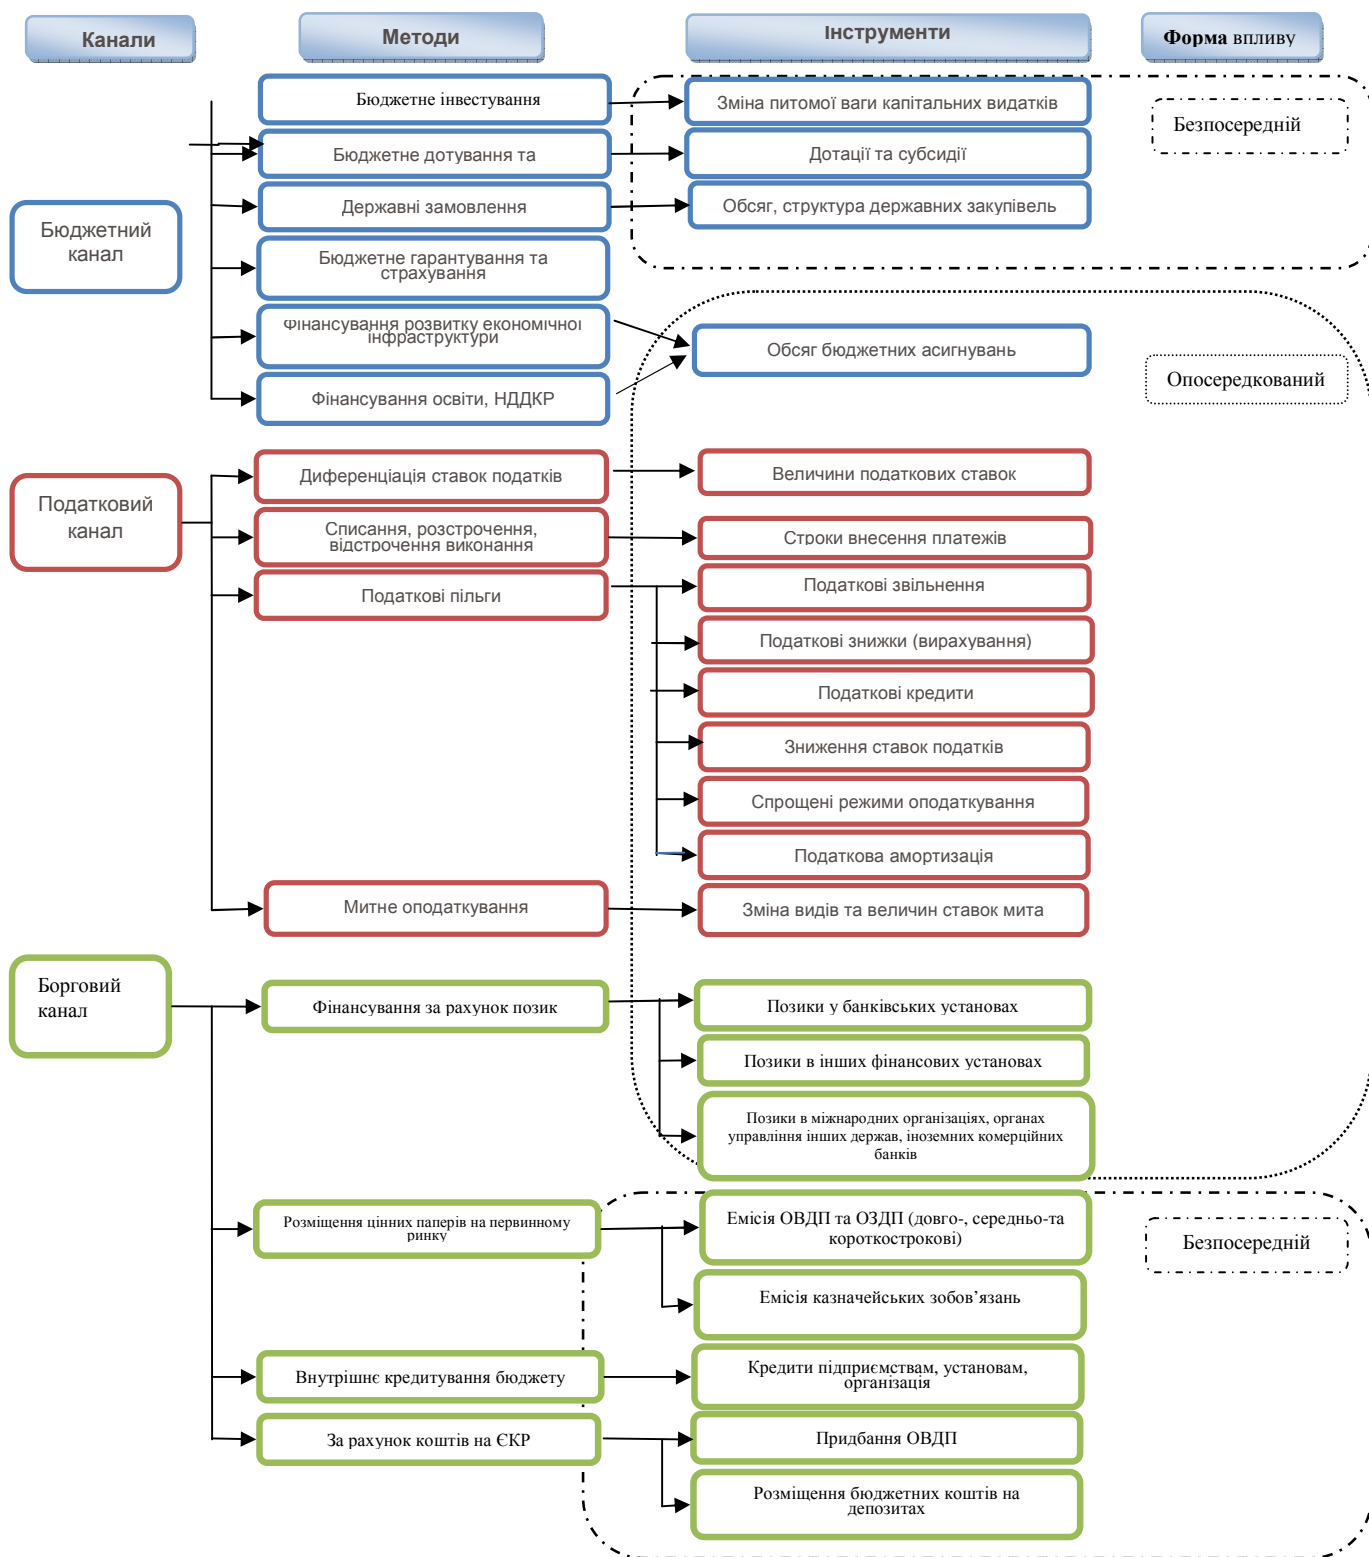 Канали
Методи
Інструменти
Форма впливу
Бюджетне інвестування
Зміна питомої ваги капітальних видатків
Безпосередній
Бюджетне дотування та
Дотації та субсидії
Державні замовлення
Обсяг, структура державних закупівель
Бюджетний
канал
Бюджетне гарантування та
страхування
Фінансування розвитку економічної
інфраструктури
Обсяг бюджетних асигнувань
Опосередкований
Фінансування освіти, НДДКР
Податковий
канал
Диференціація ставок податків
Величини податкових ставок
Списання, розстрочення,
відстрочення виконання
Строки внесення платежів
Податкові пільги
Податкові звільнення
Податкові знижки (вирахування)
Податкові кредити
Зниження ставок податків
Спрощені режими оподаткування
Податкова амортизація
Митне оподаткування
Зміна видів та величин ставок мита
Борговий
канал
Фінансування за рахунок позик
Позики у банківських установах
Позики в інших фінансових установах
Позики в міжнародних організаціях, органах
управління інших держав, іноземних комерційних
банків
Розміщення цінних паперів на первинному
ринку
Емісія ОВДП та ОЗДП (довго-, середньо-та
короткострокові)
Безпосередній
Емісія казначейських зобов’язань
Внутрішнє кредитування бюджету
Кредити підприємствам, установам,
організація
За рахунок коштів на ЄКР
Придбання ОВДП
Розміщення бюджетних коштів на
депозитах